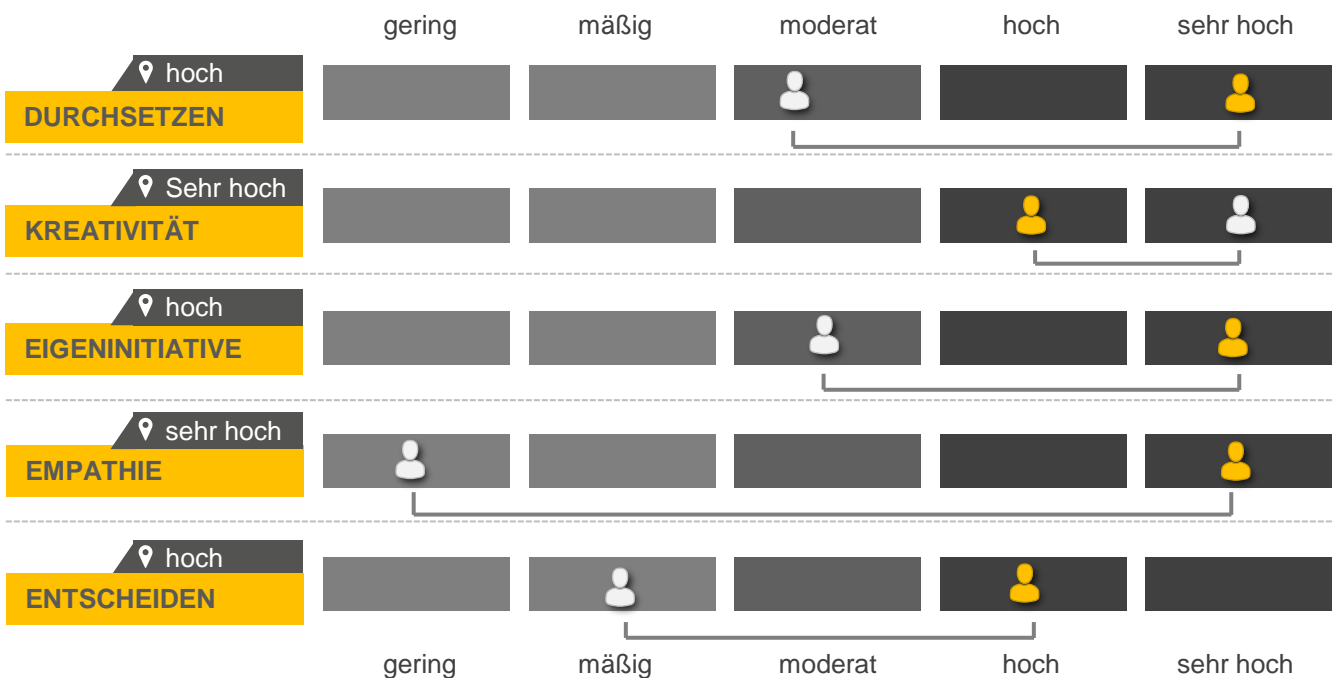 gering mäßig moderat hoch sehr hoch
hoch
DURCHSETZEN
Sehr hoch
KREATIVITÄT
hoch
EIGENINITIATIVE
sehr hoch
EMPATHIE
hoch
ENTSCHEIDEN
gering mäßig moderat hoch sehr hoch